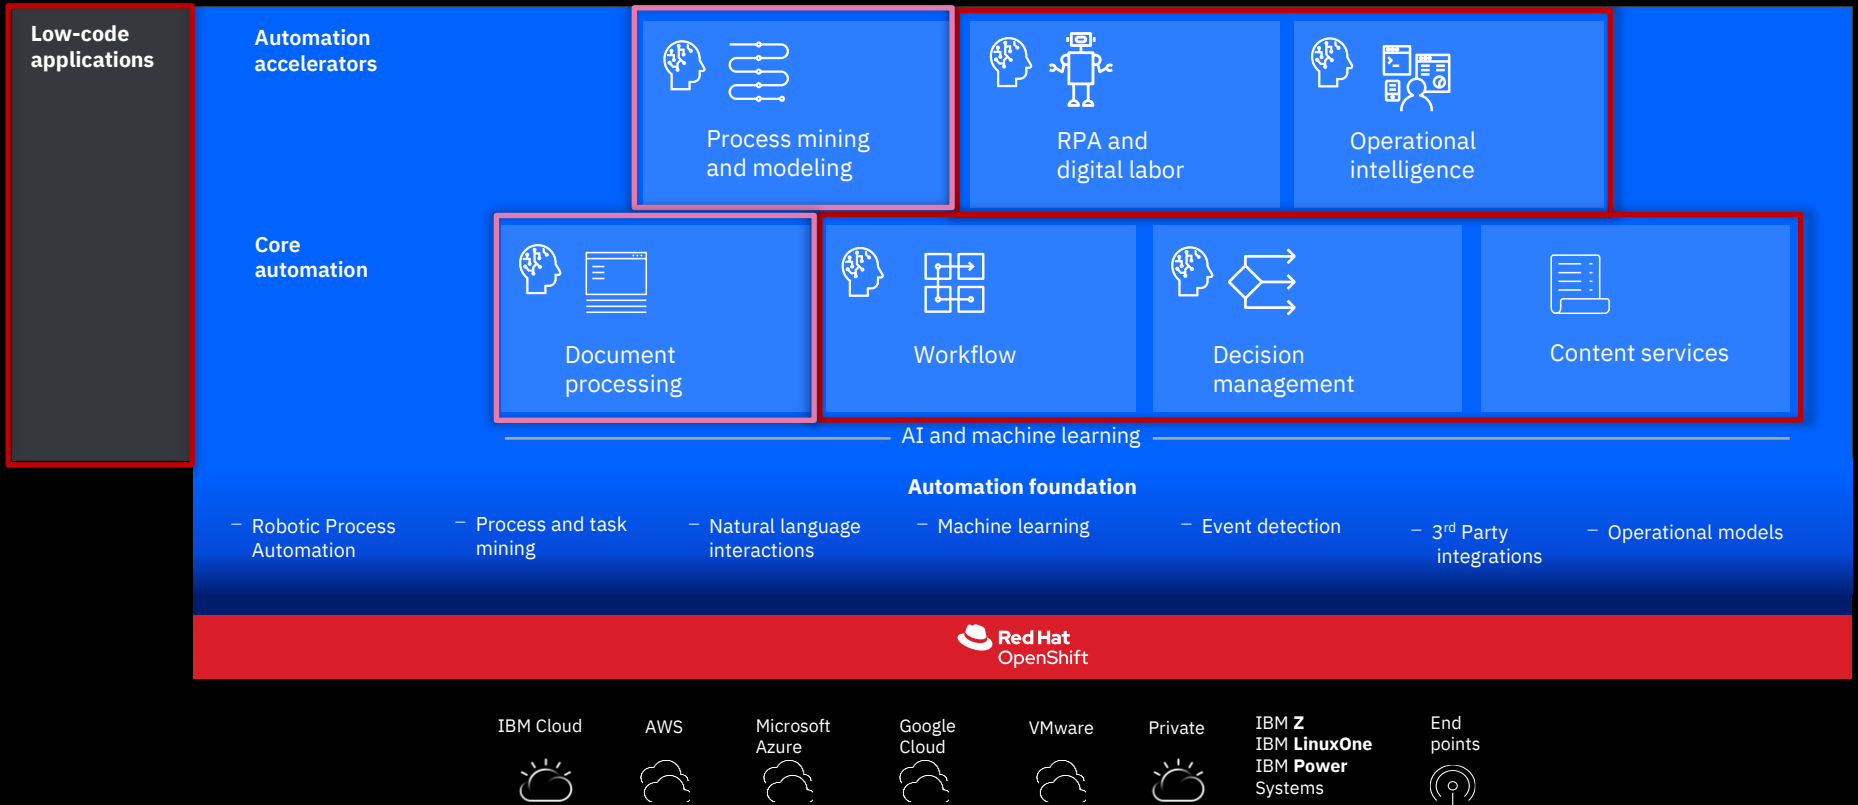 Low-code
applications
Automation
accelerators
Process mining
and modeling
RPA and
digital labor
Operational
intelligence
Core
automation
Document
processing
Workflow
Decision
management
Content services
AI and machine learning
Automation foundation
– Robotic Process
Automation
– Process and task
mining
– Natural language
interactions
– Machine learning
– Event detection
– 3rd Party
integrations
– Operational models
Red Hat
OpenShift
IBM Cloud
AWS
Microsoft
Azure
Google
Cloud
VMware
Private
IBM Z
IBM LinuxOne
IBM Power
Systems
End
points